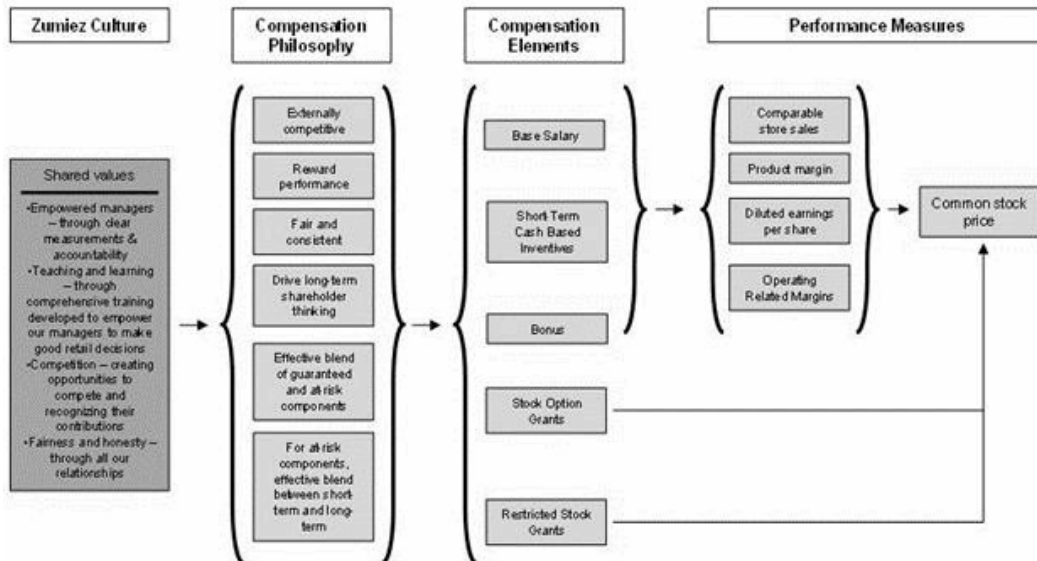 Zumiez Culture
Compensation
Philosophy
Compensation
Elements
Performance Measures
Shared values
•Empowered managers
– through clear
measurements &
accountability
•Teaching and learning
– through
comprehensive training
developed to empower
our managers to make
good retail decisions
•Competition – creating
opportunities to
compete and
recognizing their
contributions
•Fairness and honesty –
through all our
relationships
Externally
competitive
Reward
performance
Fair and
consistent
Drive long-term
shareholder
thinking
Effective blend
of guaranteed
and at-risk
components
For at-risk
components,
effective blend
between short-
term and long-
term
Base Salary
Short-Term
Cash Based
Inventives
Bonus
Stock Option
Grants
Restricted Stock
Grants
Comparable
store sales
Product margin
Diluted earnings
per share
Operating
Related Margins
Common stock
price